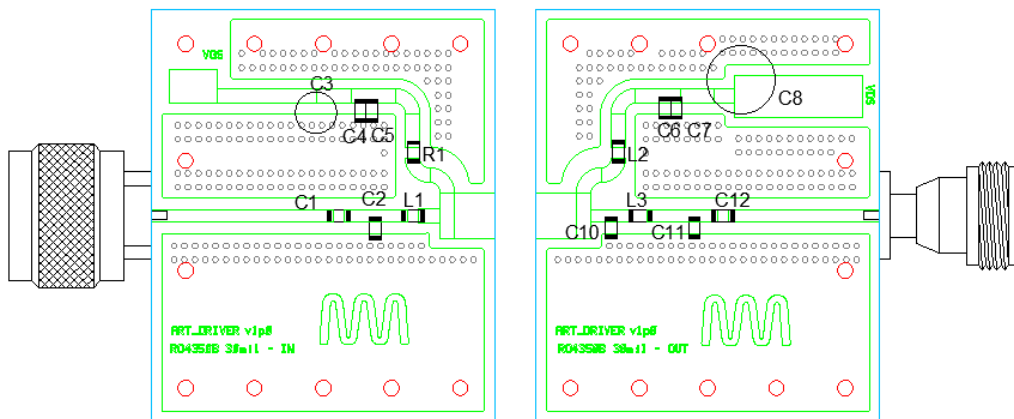 VGS
C3
C4 C5
R1
C1 C2 L1
ART_DRIVER v1p0
RO4350B 30mil - IN
C8
VDS
C6 C7
L2
L3 C12
C10 C11
ART_DRIVER v1p0
RO4350B 30mil - OUT